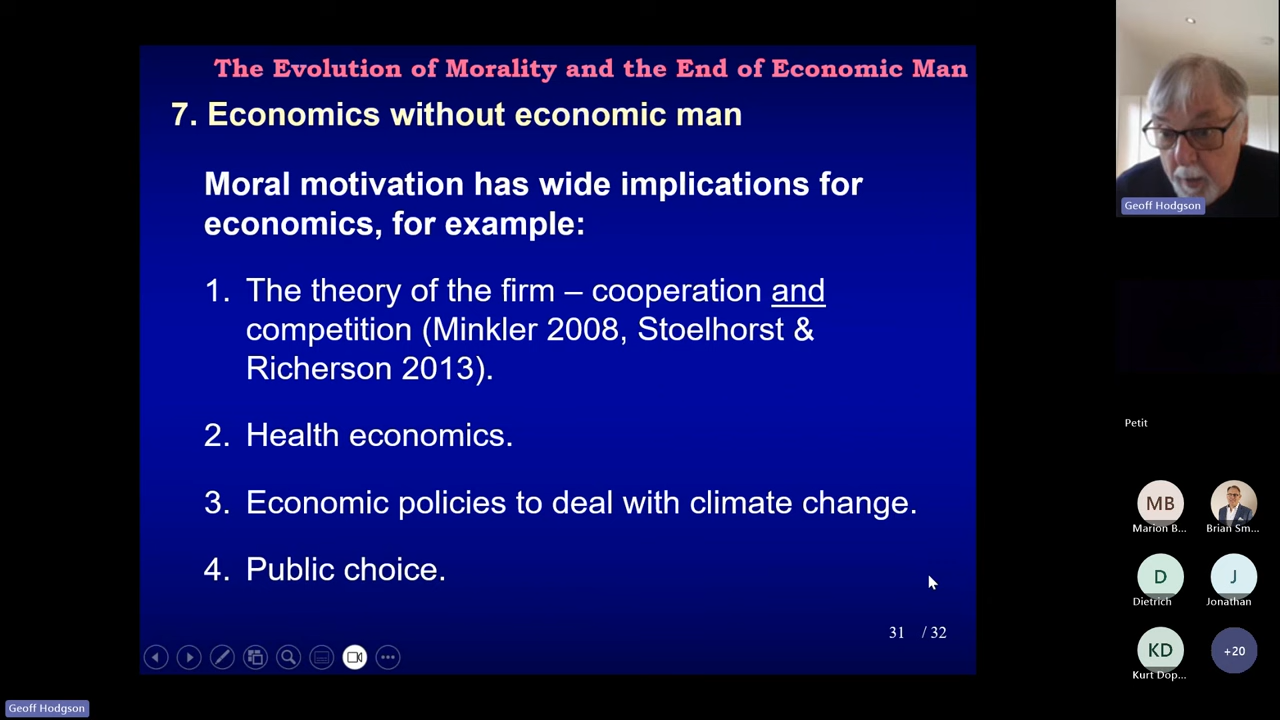 The Evolution of Morality and the End of Economic Man
7. Economics without economic man
Moral motivation has wide implications for
economics, for example:
1. The theory of the firm – cooperation and
competition (Minkler 2008, Stoelhorst &
Richerson 2013).
2. Health economics.
3. Economic policies to deal with climate change.
4. Public choice.
31 / 32
Geoff Hodgson
Petit
MB
Marion B...
Brian Sm...
D
J
Dietrich
Jonathan
KD
+20
Kurt Dop...
Geoff Hodgson